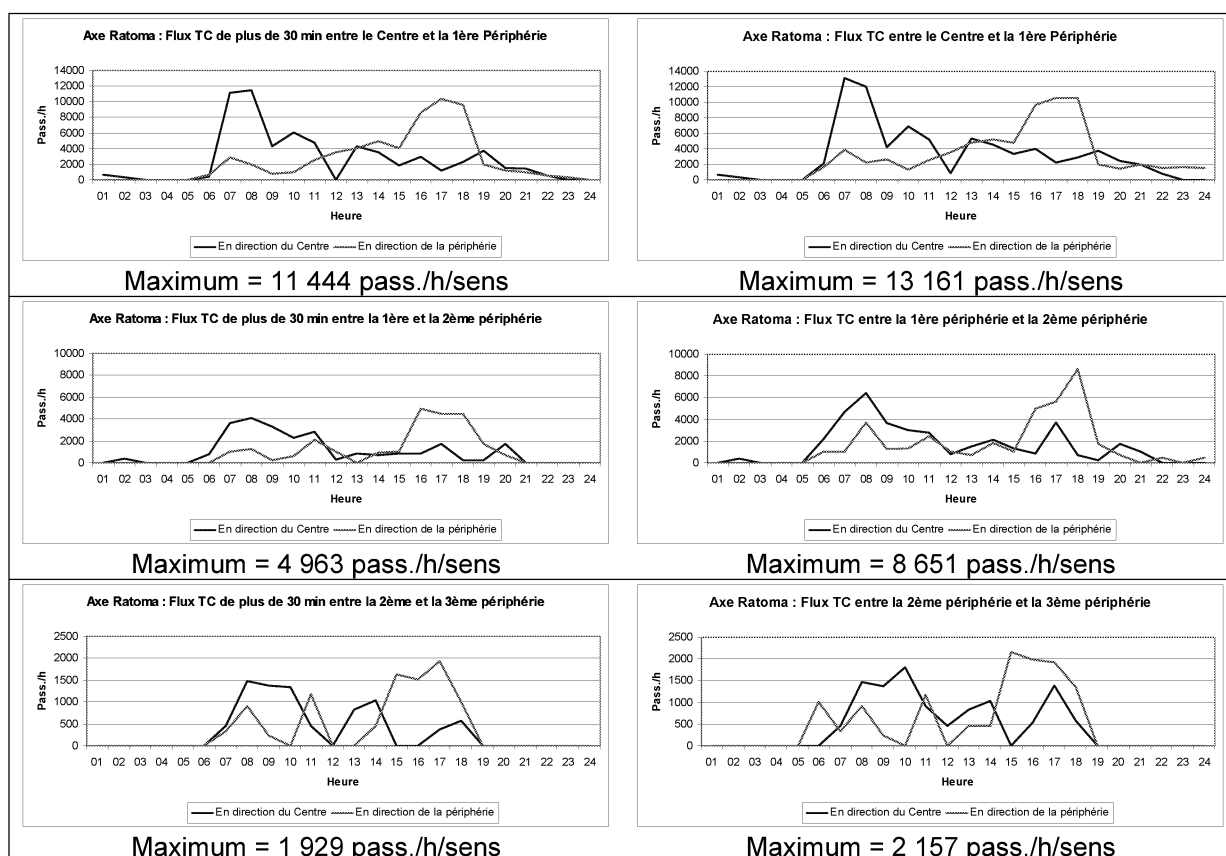 Axe Ratoma : Flux TC de plus de 30 min entre le Centre et la 1ère Périphérie
14000
12000
10000
8000
6000
4000
2000
0
Pass./h
01 02 03 04 05 06 07 08 09 10 11 12 13 14 15 16 17 18 19 20 21 22 23 24
Heure
En direction du Centre En direction de la périphérie
Maximum = 11 444 pass./h/sens
Axe Ratoma : Flux TC entre le Centre et la 1ère Périphérie
14000
12000
10000
8000
6000
4000
2000
0
Pass./h
01 02 03 04 05 06 07 08 09 10 11 12 13 14 15 16 17 18 19 20 21 22 23 24
Heure
En direction du Centre En direction de la périphérie
Maximum = 13 161 pass./h/sens
Axe Ratoma : Flux TC de plus de 30 min entre la 1ère et la 2ème périphérie
10000
8000
6000
4000
2000
0
Pass./h
01 02 03 04 05 06 07 08 09 10 11 12 13 14 15 16 17 18 19 20 21 22 23 24
Heure
En direction du Centre En direction de la périphérie
Maximum = 4 963 pass./h/sens
Axe Ratoma : Flux TC entre la 1ère périphérie et la 2ème périphérie
10000
8000
6000
4000
2000
0
Pass./h
01 02 03 04 05 06 07 08 09 10 11 12 13 14 15 16 17 18 19 20 21 22 23 24
Heure
En direction du Centre En direction de la périphérie
Maximum = 8 651 pass./h/sens
Axe Ratoma : Flux TC de plus de 30 min entre la 2ème et la 3ème périphérie
2500
2000
1500
1000
500
0
Pass./h
01 02 03 04 05 06 07 08 09 10 11 12 13 14 15 16 17 18 19 20 21 22 23 24
Heure
En direction du Centre En direction de la périphérie
Maximum = 1 929 pass./h/sens
Axe Ratoma : Flux TC entre la 2ème périphérie et la 3ème périphérie
2500
2000
1500
1000
500
0
Pass./h
01 02 03 04 05 06 07 08 09 10 11 12 13 14 15 16 17 18 19 20 21 22 23 24
Heure
En direction du Centre En direction de la périphérie
Maximum = 2 157 pass./h/sens